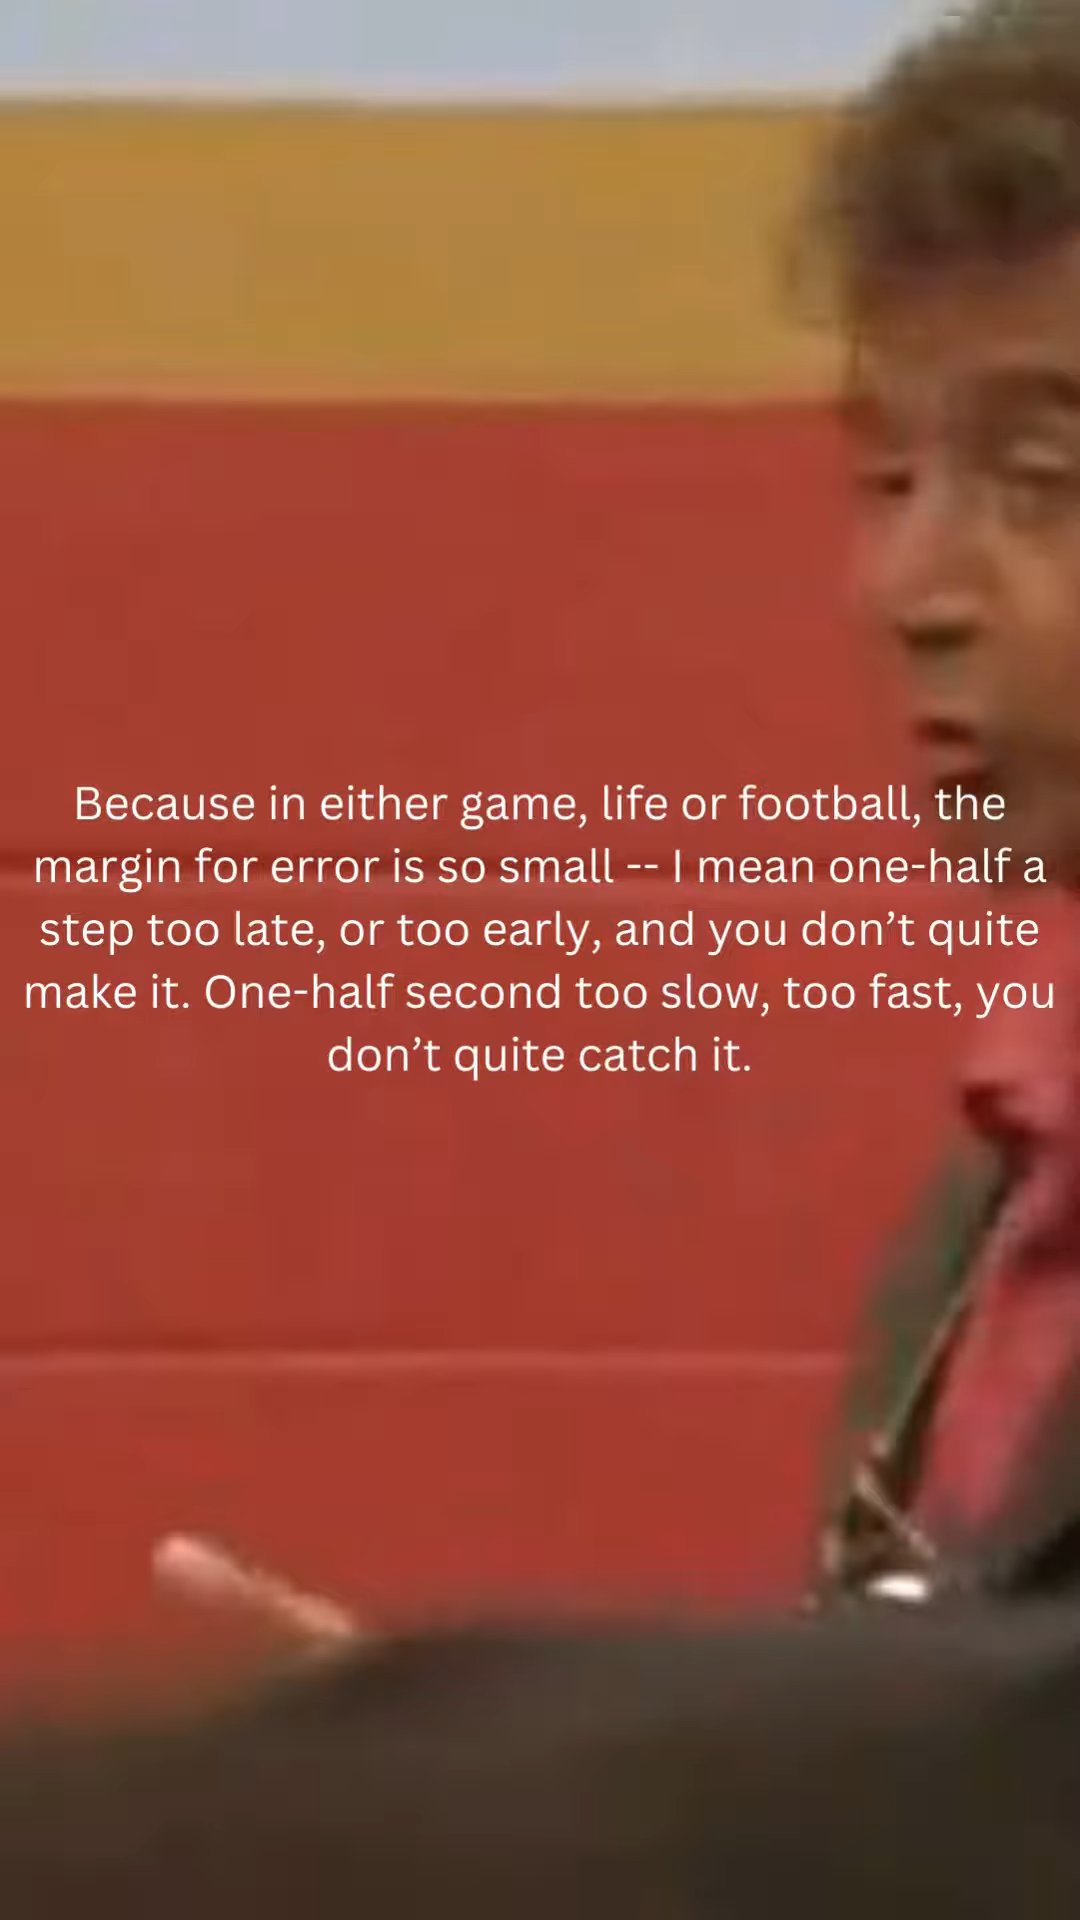 Because in either game, life or football, the
margin for error is so small -- I mean one-half a
step too late, or too early, and you don’t quite
make it. One-half second too slow, too fast, you
don’t quite catch it.